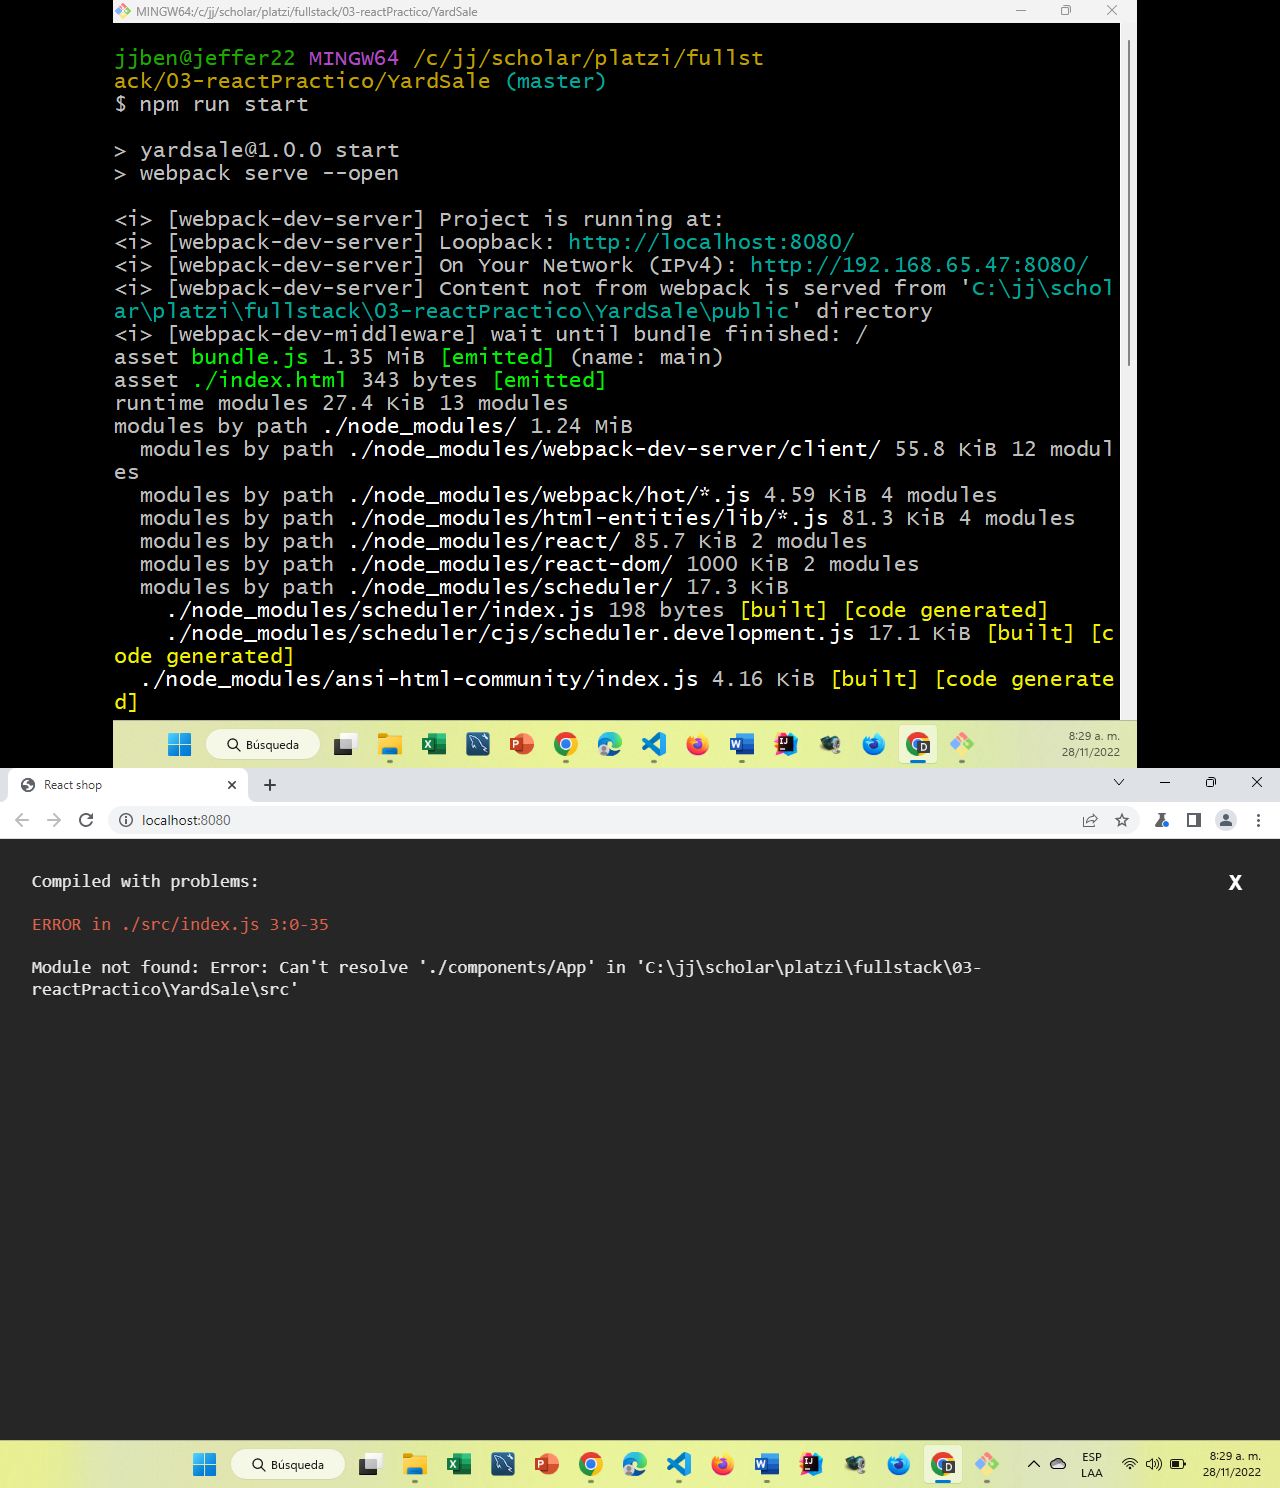 MINGW64:/c/jj/scholar/platzi/fullstack/03-reactPractico/YardSale
jjben@jeffer22 MINGW64 /c/jj/scholar/platzi/fullst
ack/03-reactPractico/YardSale (master)
$ npm run start
> yardsale@1.0.0 start
> webpack serve --open
<i> [webpack-dev-server] Project is running at:
<i> [webpack-dev-server] Loopback: http://localhost:8080/
<i> [webpack-dev-server] On Your Network (IPv4): http://192.168.65.47:8080/
<i> [webpack-dev-server] Content not from webpack is served from 'C:\jj\schol
ar\platzi\fullstack\03-reactPractico\YardSale\public' directory
<i> [webpack-dev-middleware] wait until bundle finished: /
asset bundle.js 1.35 MiB [emitted] (name: main)
asset ./index.html 343 bytes [emitted]
runtime modules 27.4 KiB 13 modules
modules by path ./node_modules/ 1.24 MiB
  modules by path ./node_modules/webpack-dev-server/client/ 55.8 KiB 12 modul
es
  modules by path ./node_modules/webpack/hot/*.js 4.59 KiB 4 modules
  modules by path ./node_modules/html-entities/lib/*.js 81.3 KiB 4 modules
  modules by path ./node_modules/react/ 85.7 KiB 2 modules
  modules by path ./node_modules/react-dom/ 1000 KiB 2 modules
  modules by path ./node_modules/scheduler/ 17.3 KiB
    ./node_modules/scheduler/index.js 198 bytes [built] [code generated]
    ./node_modules/scheduler/cjs/scheduler.development.js 17.1 KiB [built] [c
ode generated]
  ./node_modules/ansi-html-community/index.js 4.16 KiB [built] [code generate
d]
Búsqueda
8:29 a. m.
28/11/2022
React shop
localhost:8080
Compiled with problems:
X
ERROR in ./src/index.js 3:0-35
Module not found: Error: Can't resolve './components/App' in 'C:\jj\scholar\platzi\fullstack\03-
reactPractico\YardSale\src'
Búsqueda
ESP
LAA
8:29 a. m.
28/11/2022